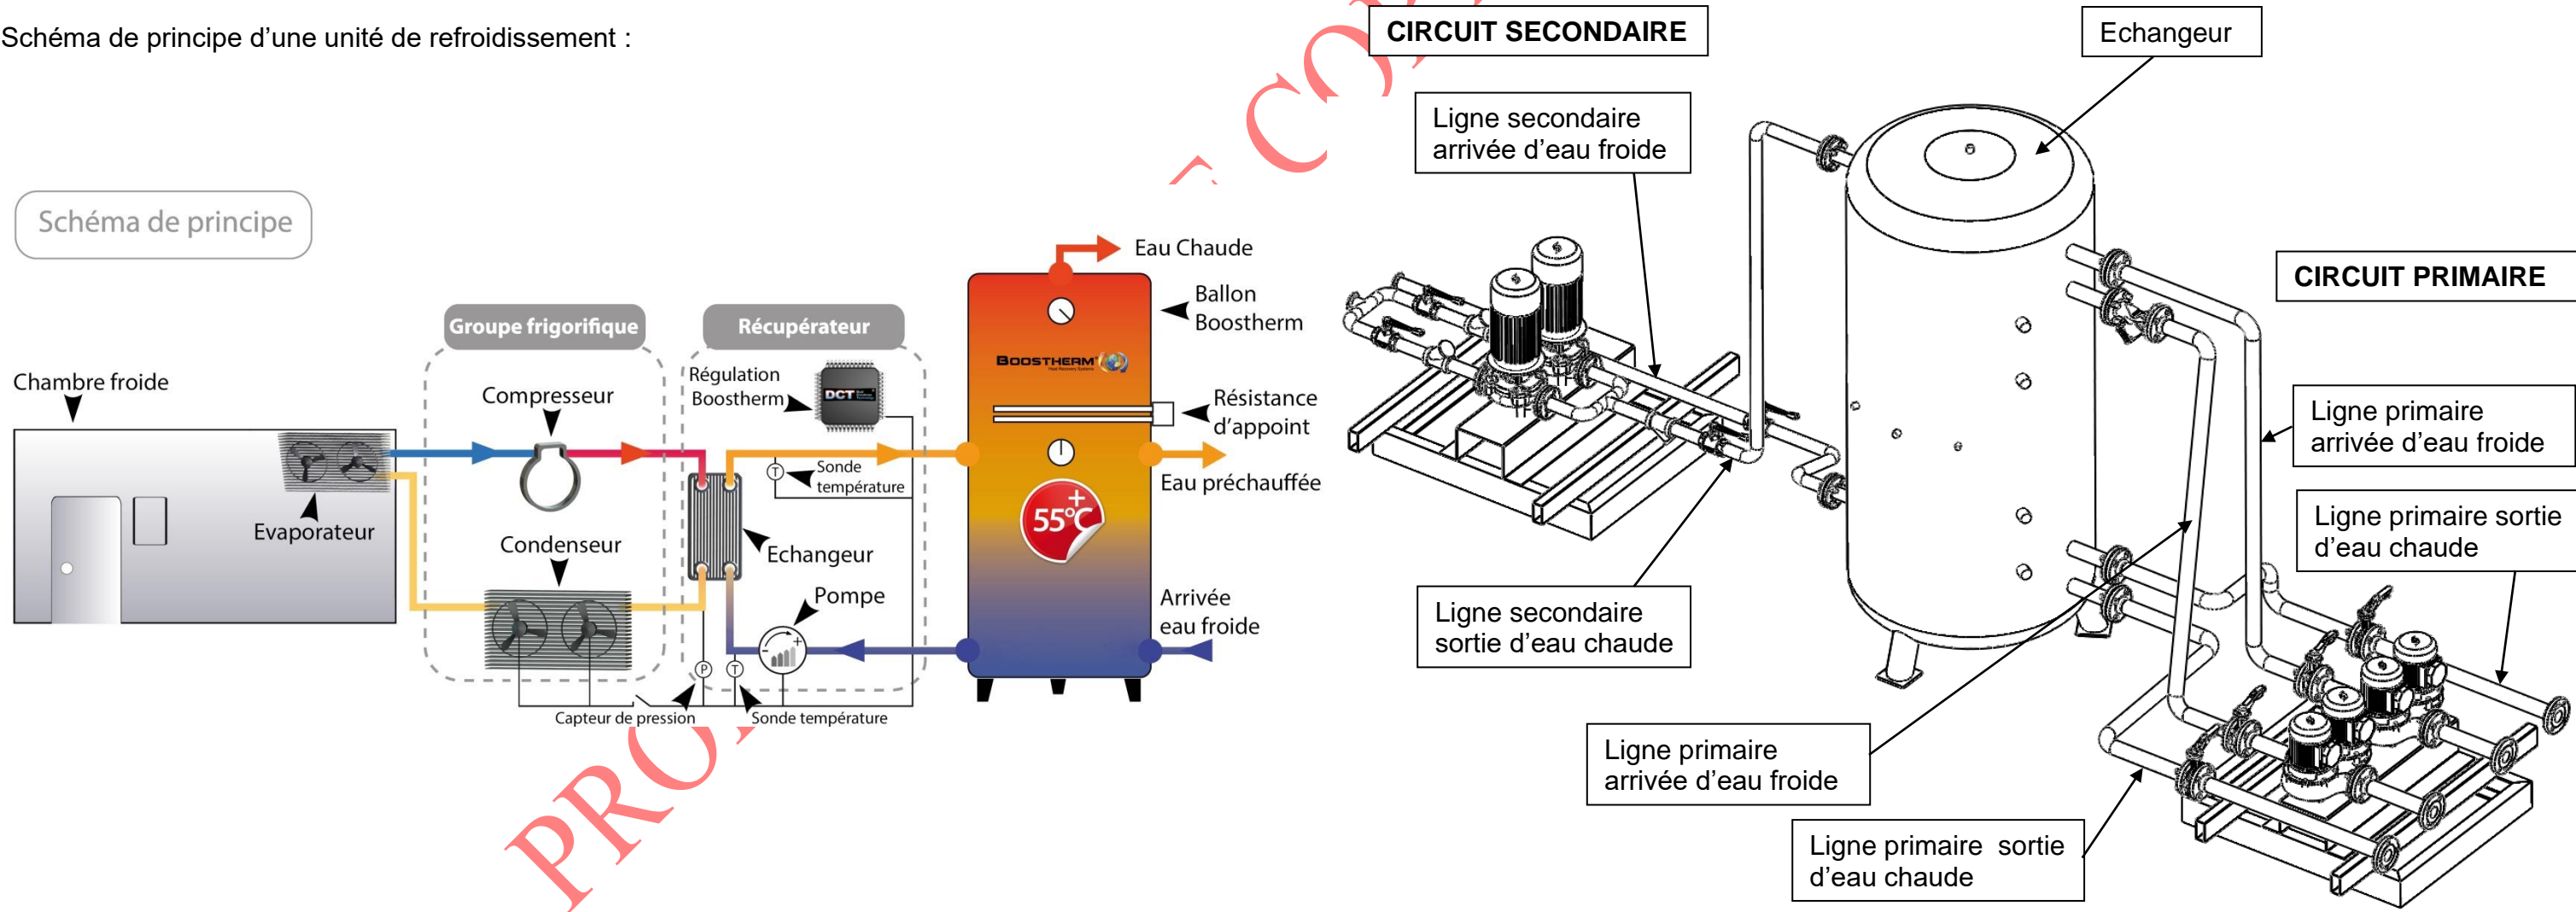 Schéma de principe d’une unité de refroidissement :
Schéma de principe
Chambre froide
Evaporateur
Groupe frigorifique
Compresseur
Condenseur
Récupérateur
Régulation
Boostherm
DCT
Sonde
température
Echangeur
Pompe
- +
T
P
T
Capteur de pression
Sonde température
Eau Chaude
Ballon
Boostherm
BOOSTHERM
Heat Recovery Systems
Résistance
d’appoint
+
55°C
Eau préchauffée
Arrivée
eau froide
CIRCUIT SECONDAIRE
Echangeur
Ligne secondaire
arrivée d’eau froide
CIRCUIT PRIMAIRE
Ligne primaire
arrivée d’eau froide
Ligne primaire sortie
d’eau chaude
Ligne secondaire
sortie d’eau chaude
Ligne primaire
arrivée d’eau froide
Ligne primaire sortie
d’eau chaude